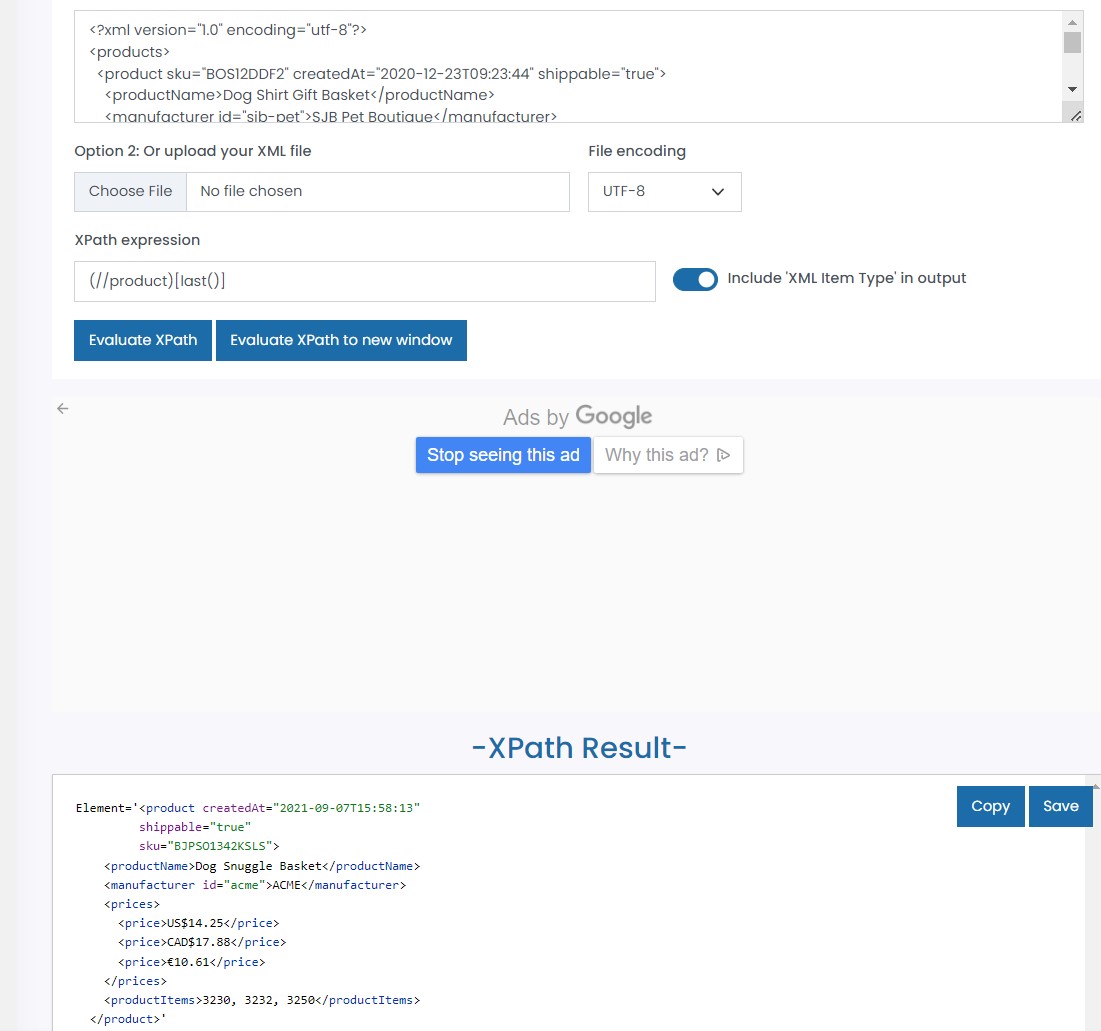 <?xml version="1.0" encoding="utf-8"?>
<products>
<product sku="BOS12DDF2" createdAt="2020-12-23T09:23:44" shippable="true">
<productName>Dog Shirt Gift Basket</productName>
<manufacturer id="sjb-pet">SJB Pet Boutique</manufacturer>
Option 2: Or upload your XML file
File encoding
Choose File No file chosen
UTF-8
XPath expression
(//product)[last()]
Include 'XML Item Type' in output
Evaluate XPath
Evaluate XPath to new window
Ads by Google
Stop seeing this ad
Why this ad?
-XPath Result-
Copy
Save
Element='<product createdAt="2021-09-07T15:58:13"
shippable="true"
sku="BJPSO1342KSLS">
<productName>Dog Snuggle Basket</productName>
<manufacturer id="acme">ACME</manufacturer>
<prices>
<price>US$14.25</price>
<price>CAD$17.88</price>
<price>€10.61</price>
</prices>
<productItems>3230, 3232, 3250</productItems>
</product>'